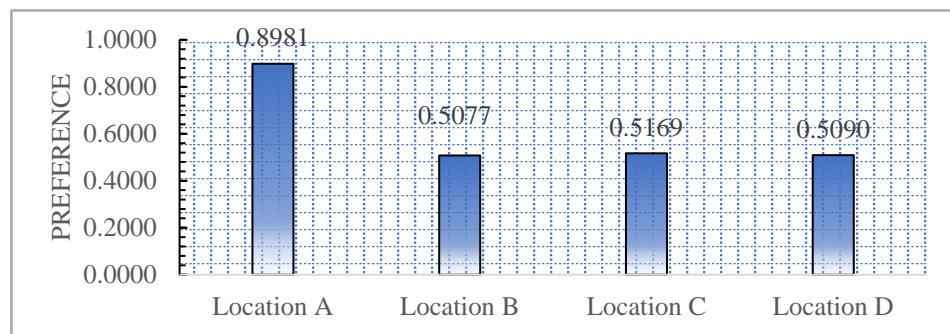 PREFERENCE
1.0000
0.8000
0.6000
0.4000
0.2000
0.0000
0.8981
0.5077
0.5169
0.5090
Location A
Location B
Location C
Location D